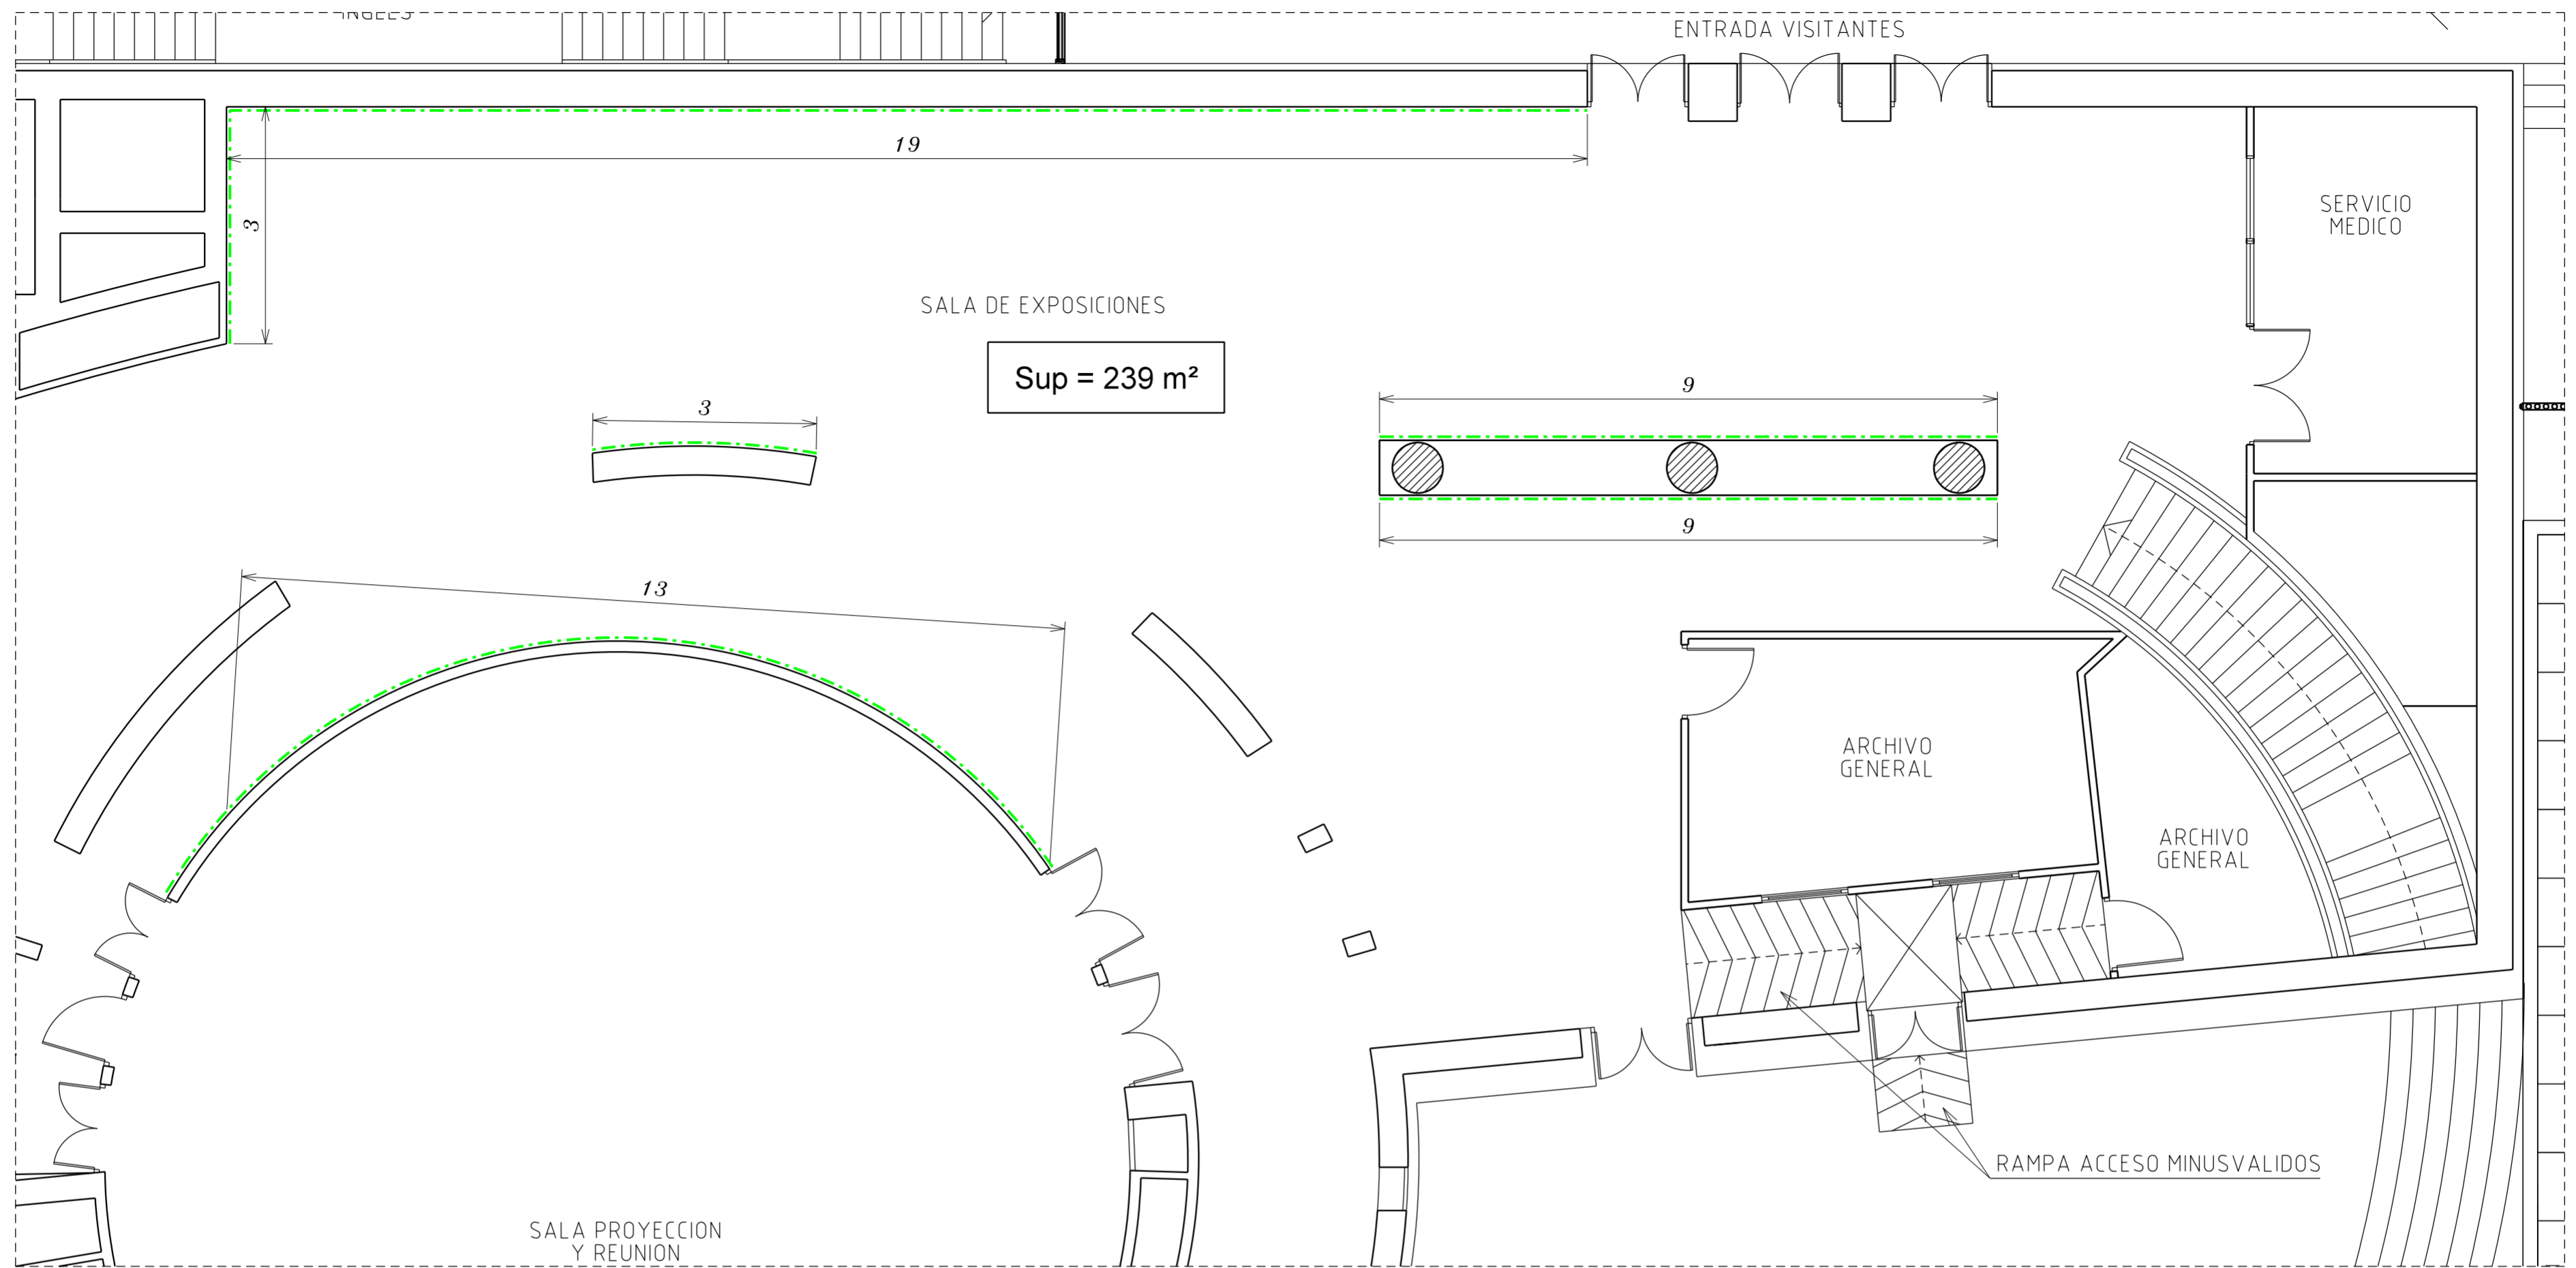 ENTRADA VISITANTES
19
3
SERVICIO
MEDICO
SALA DE EXPOSICIONES
Sup = 239 m²
3
9
9
13
ARCHIVO
GENERAL
ARCHIVO
GENERAL
RAMPA ACCESO MINUSVALIDOS
SALA PROYECCION
Y REUNION